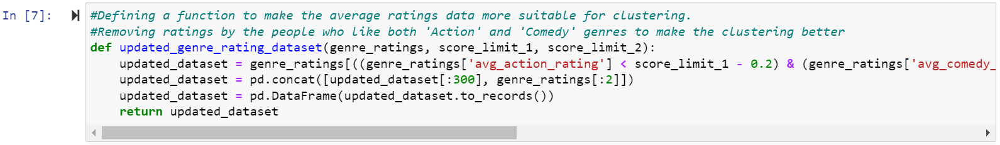 In [7]:
#Defining a function to make the average ratings data more suitable for clustering.
#Removing ratings by the people who like both 'Action' and 'Comedy' genres to make the clustering better
def updated_genre_rating_dataset(genre_ratings, score_limit_1, score_limit_2):
    updated_dataset = genre_ratings[((genre_ratings['avg_action_rating'] < score_limit_1 - 0.2) & (genre_ratings['avg_comedy_
    updated_dataset = pd.concat([updated_dataset[:300], genre_ratings[:2]])
    updated_dataset = pd.DataFrame(updated_dataset.to_records())
    return updated_dataset